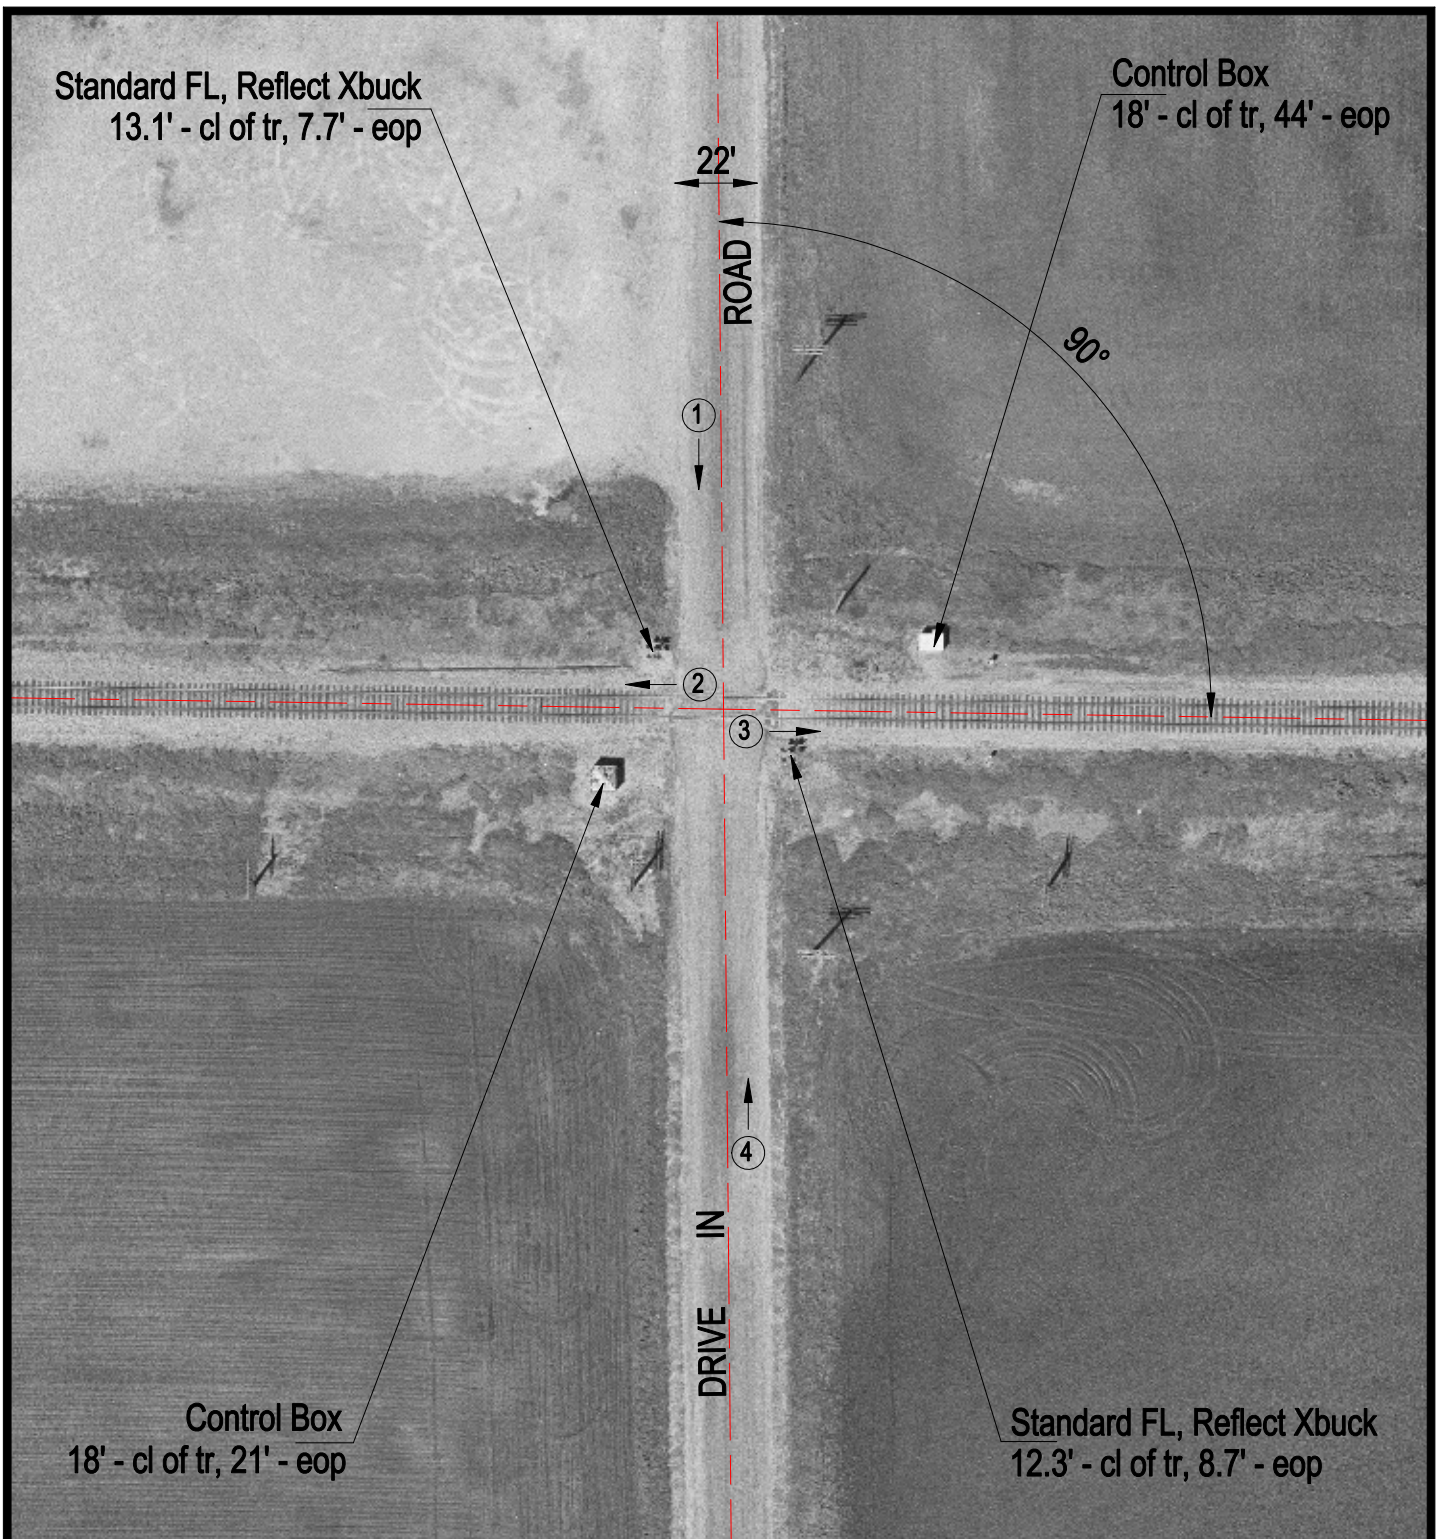 Standard FL, Reflect Xbuck
13.1' - cl of tr, 7.7' - eop
Control Box
18' - cl of tr, 44' - eop
22'
ROAD
90°
1
2
3
4
IN
DRIVE
Control Box
18' - cl of tr, 21' - eop
Standard FL, Reflect Xbuck
12.3' - cl of tr, 8.7' - eop